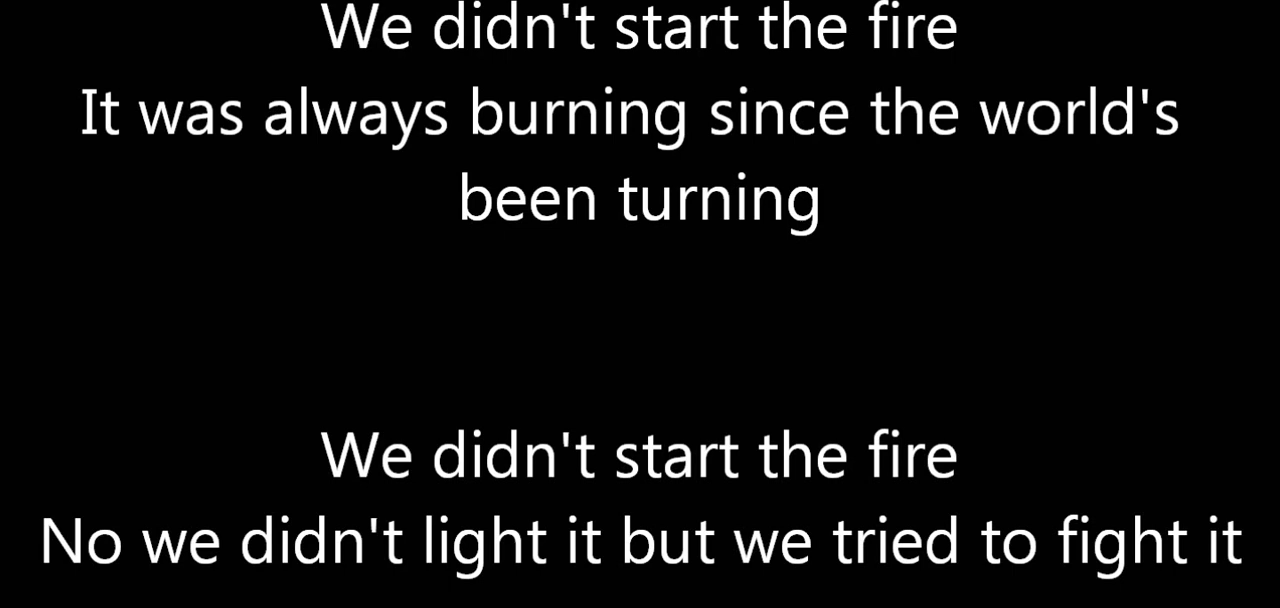 We didn't start the fire
It was always burning since the world's
been turning
We didn't start the fire
No we didn't light it but we tried to fight it